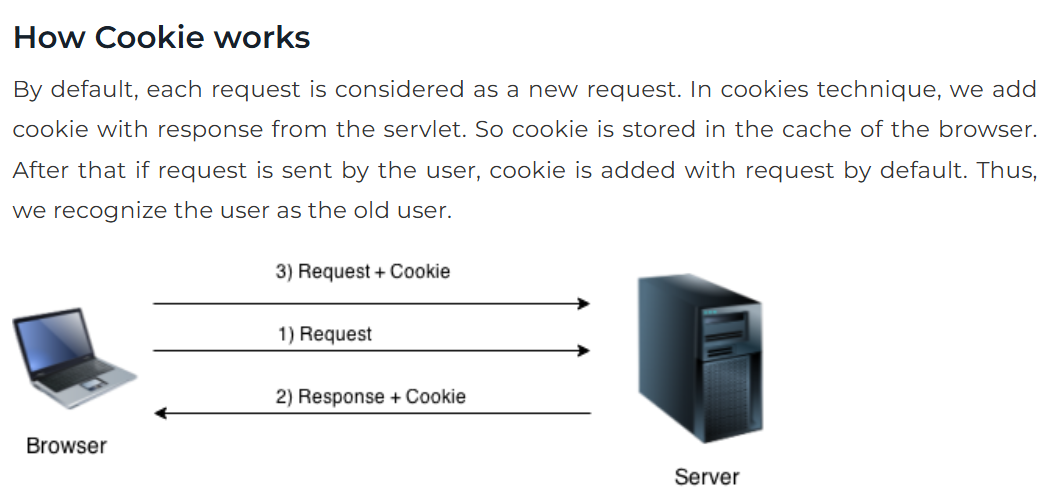 How Cookie works
By default, each request is considered as a new request. In cookies technique, we add
cookie with response from the servlet. So cookie is stored in the cache of the browser.
After that if request is sent by the user, cookie is added with request by default. Thus,
we recognize the user as the old user.
3) Request + Cookie
1) Request
2) Response + Cookie
Browser
Server